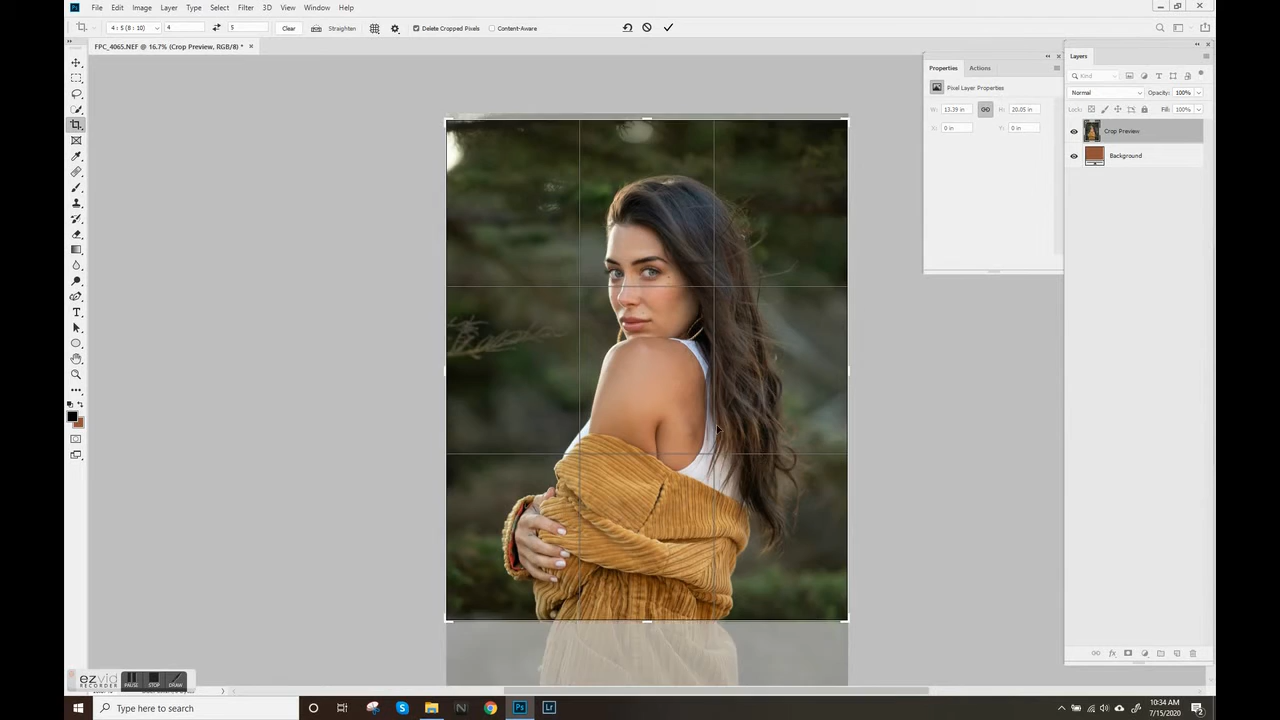 File Edit Image Layer Type Select Filter 3D View Window Help
4 : 5 (8 : 10) 4 5 Clear Straighten Delete Cropped Pixels Content-Aware
FPC_4065.NEF @ 16.7% (Crop Preview, RGB/8) *
Properties Actions
Pixel Layer Properties
W: 13.39 in H: 20.05 in
X: 0 in Y: 0 in
Layers
Kind
Normal Opacity: 100%
Lock: Fill: 100%
Crop Preview
Background
ezvid
RECORDER
PAUSE STOP DRAW
Type here to search
Ps Lr
10:34 AM
7/15/2020